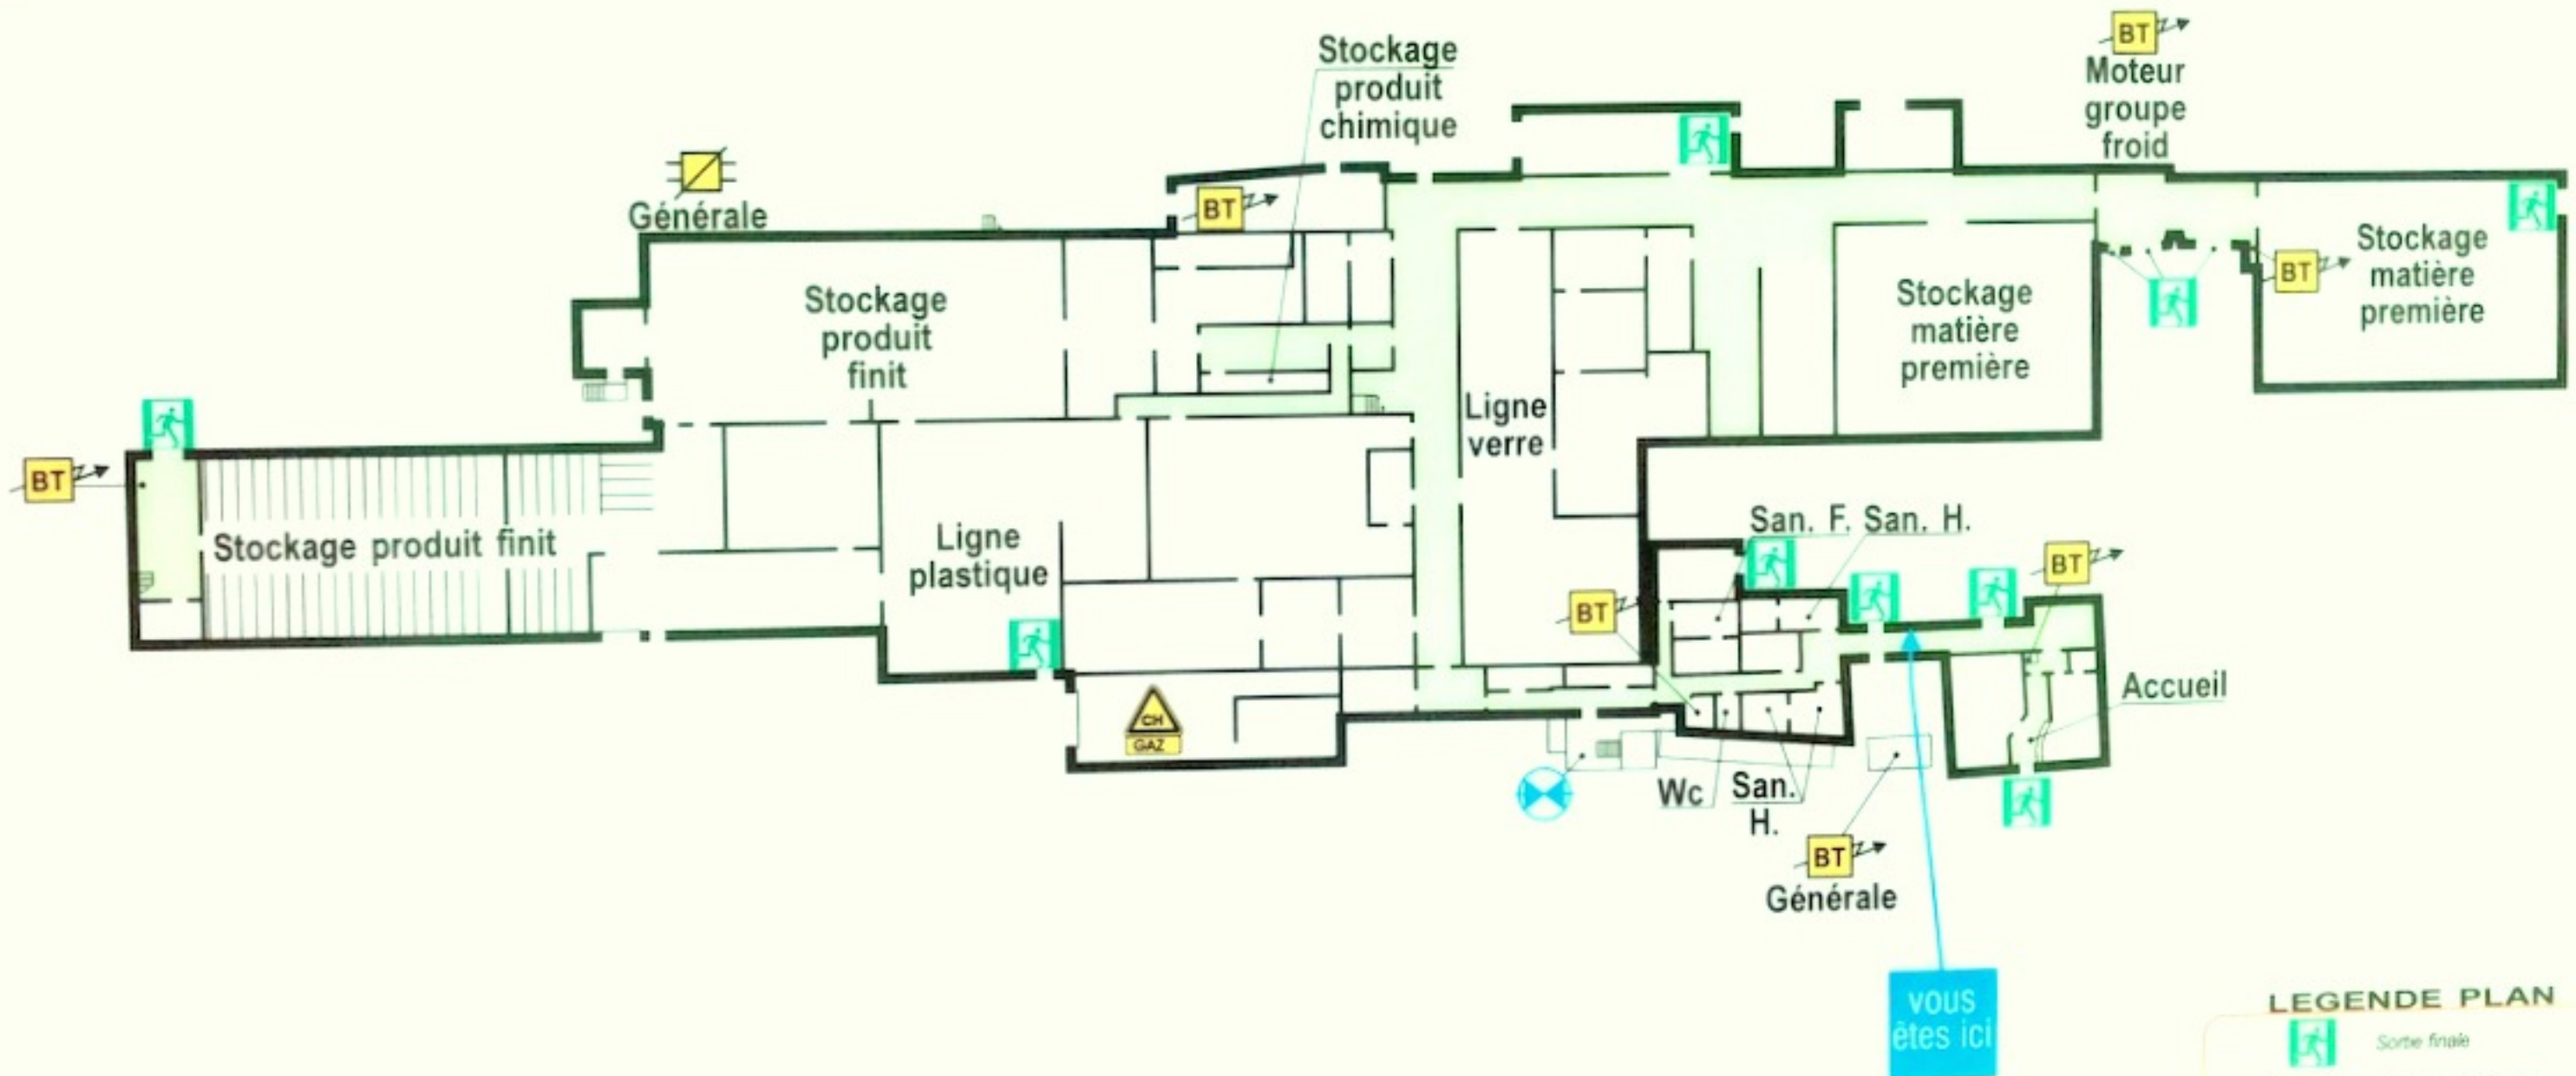 Stockage
produit
chimique
BT
Moteur
groupe
froid
Générale
BT
Stockage
matière
première
BT
Stockage
matière
première
Stockage
produit
finit
Ligne
verre
BT
Stockage produit finit
Ligne
plastique
San. F. San. H.
BT
BT
Accueil
CH
GAZ
Wc
San.
H.
BT
Générale
vous
êtes ici
LEGENDE PLAN
Sortie finale